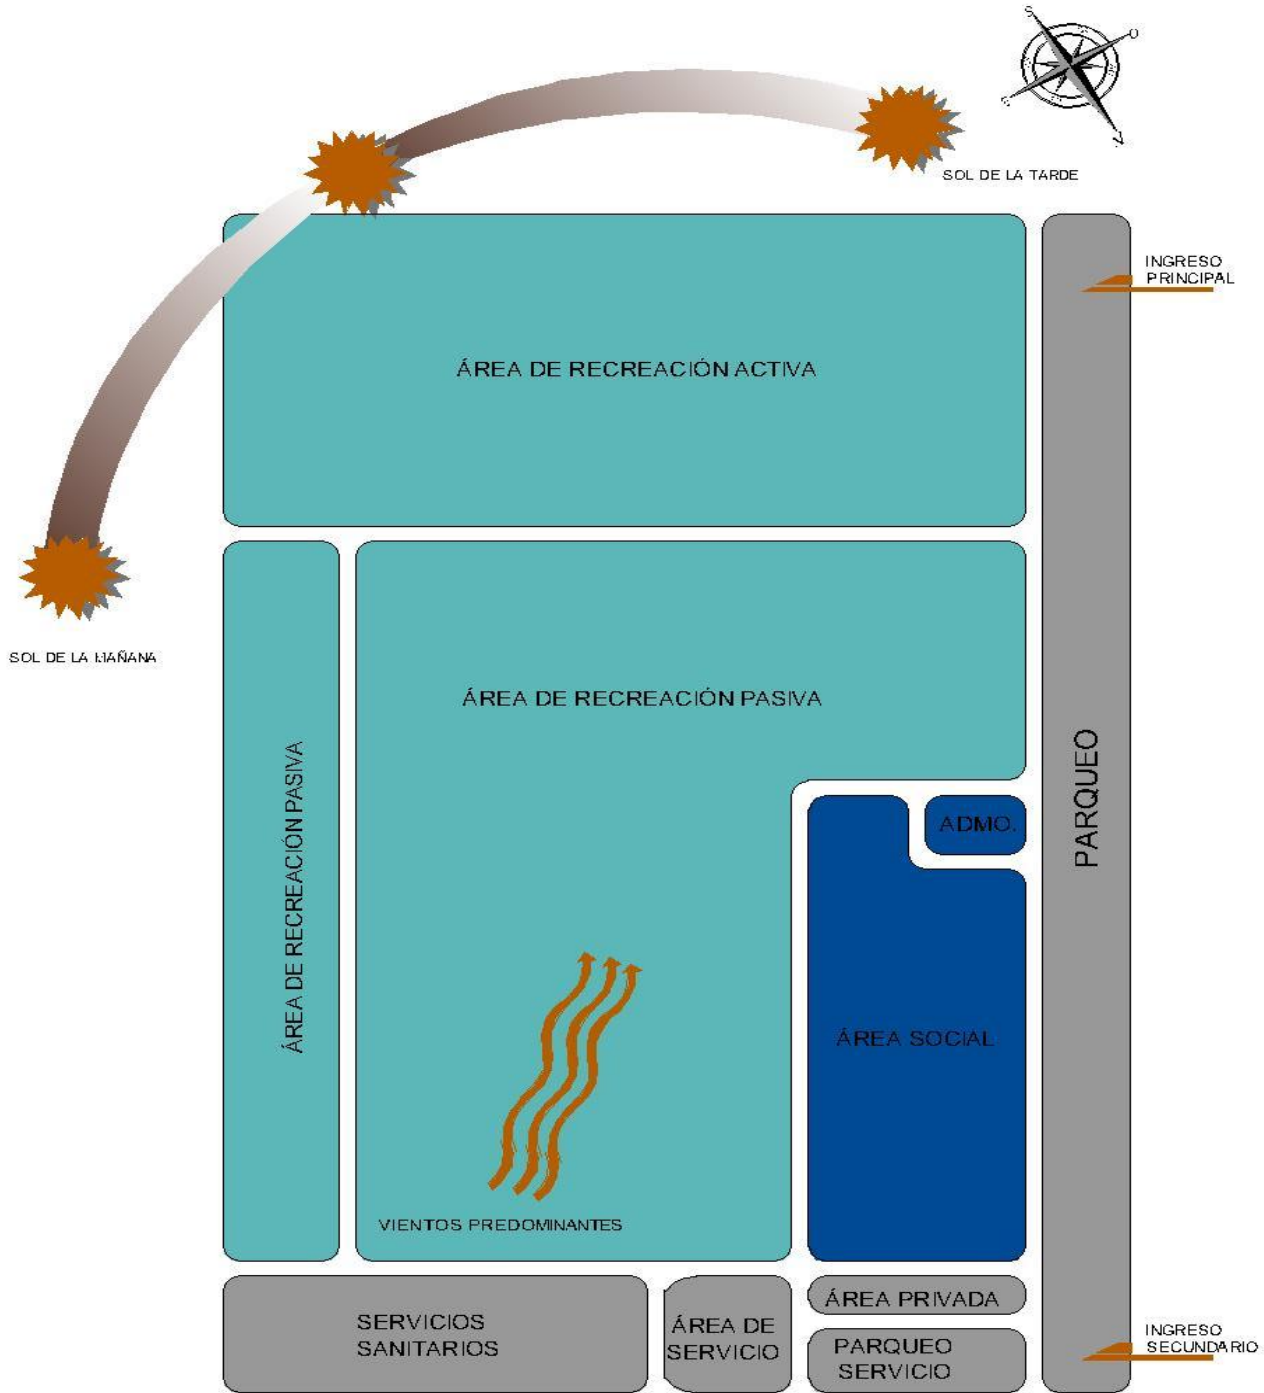 S
O
N
SOL DE LA TARDE
INGRESO
PRINCIPAL
ÁREA DE RECREACIÓN ACTIVA
SOL DE LA MAÑANA
ÁREA DE RECREACIÓN PASIVA
ÁREA DE RECREACIÓN PASIVA
PARQUEO
ADMO.
ÁREA SOCIAL
VIENTOS PREDOMINANTES
SERVICIOS
SANITARIOS
ÁREA DE
SERVICIO
ÁREA PRIVADA
PARQUEO
SERVICIO
INGRESO
SECUNDARIO